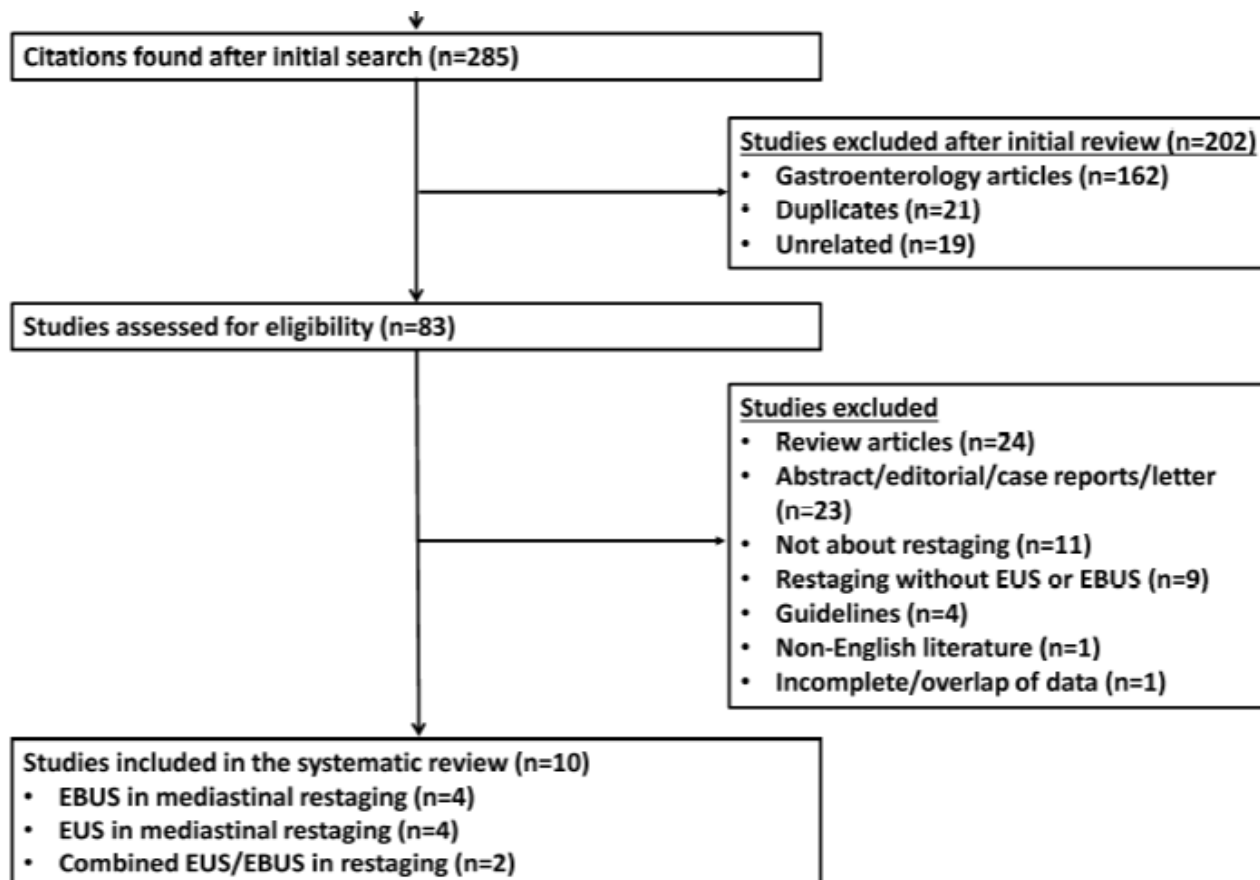 Citations found after initial search (n=285)
Studies excluded after initial review (n=202)
• Gastroenterology articles (n=162)
• Duplicates (n=21)
• Unrelated (n=19)
Studies assessed for eligibility (n=83)
Studies excluded
• Review articles (n=24)
• Abstract/editorial/case reports/letter
(n=23)
• Not about restaging (n=11)
• Restaging without EUS or EBUS (n=9)
• Guidelines (n=4)
• Non-English literature (n=1)
• Incomplete/overlap of data (n=1)
Studies included in the systematic review (n=10)
• EBUS in mediastinal restaging (n=4)
• EUS in mediastinal restaging (n=4)
• Combined EUS/EBUS in restaging (n=2)